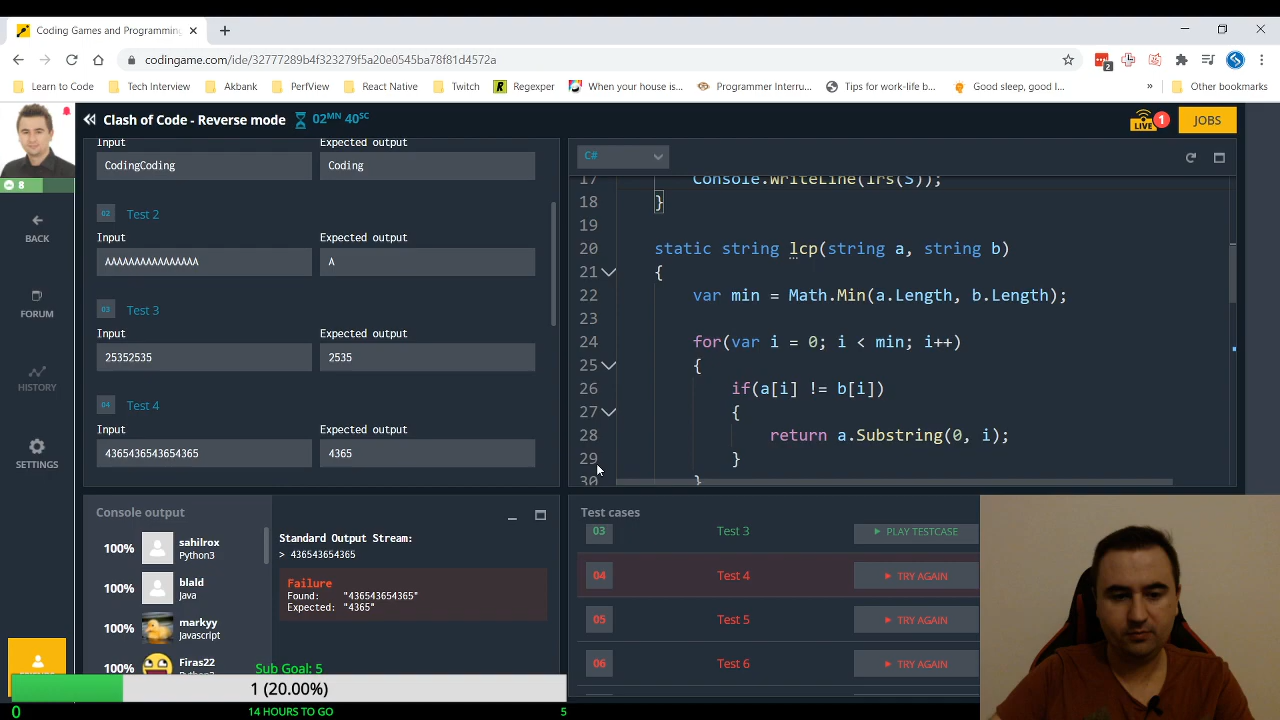 Coding Games and Programming
codingame.com/ide/32777289b4f323279f5a20e0545bb78f81d4572a
2
Learn to Code
Tech Interview
Akbank
PerfView
React Native
Twitch
Regexper
When your house is...
Programmer Interru...
Tips for work-life b...
Good sleep, good l...
»
Other bookmarks
Clash of Code - Reverse mode
02MN 40SC
LIVE
1
JOBS
8
BACK
FORUM
HISTORY
SETTINGS
Input
Expected output
CodingCoding
Coding
02
Test 2
Input
Expected output
AAAAAAAAAAAAAAAA
A
03
Test 3
Input
Expected output
25352535
2535
04
Test 4
Input
Expected output
4365436543654365
4365
C#
17
Console.WriteLine(lrs(S));
18
}
19
20
static string lcp(string a, string b)
21
{
22
var min = Math.Min(a.Length, b.Length);
23
24
for(var i = 0; i < min; i++)
25
{
26
if(a[i] != b[i])
27
{
28
return a.Substring(0, i);
29
}
30
}
Console output
100%
sahilrox
Python3
100%
blald
Java
100%
markyy
Javascript
100%
Firas22
Standard Output Stream:
> 436543654365
Failure
Found: "436543654365"
Expected: "4365"
Test cases
03
Test 3
PLAY TESTCASE
04
Test 4
TRY AGAIN
05
Test 5
TRY AGAIN
06
Test 6
TRY AGAIN
Sub Goal: 5
1 (20.00%)
0
14 HOURS TO GO
5